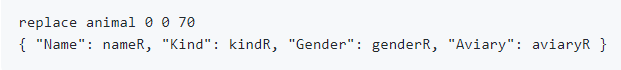 replace animal 0 0 70
{ "Name": nameR, "Kind": kindR, "Gender": genderR, "Aviary": aviaryR }